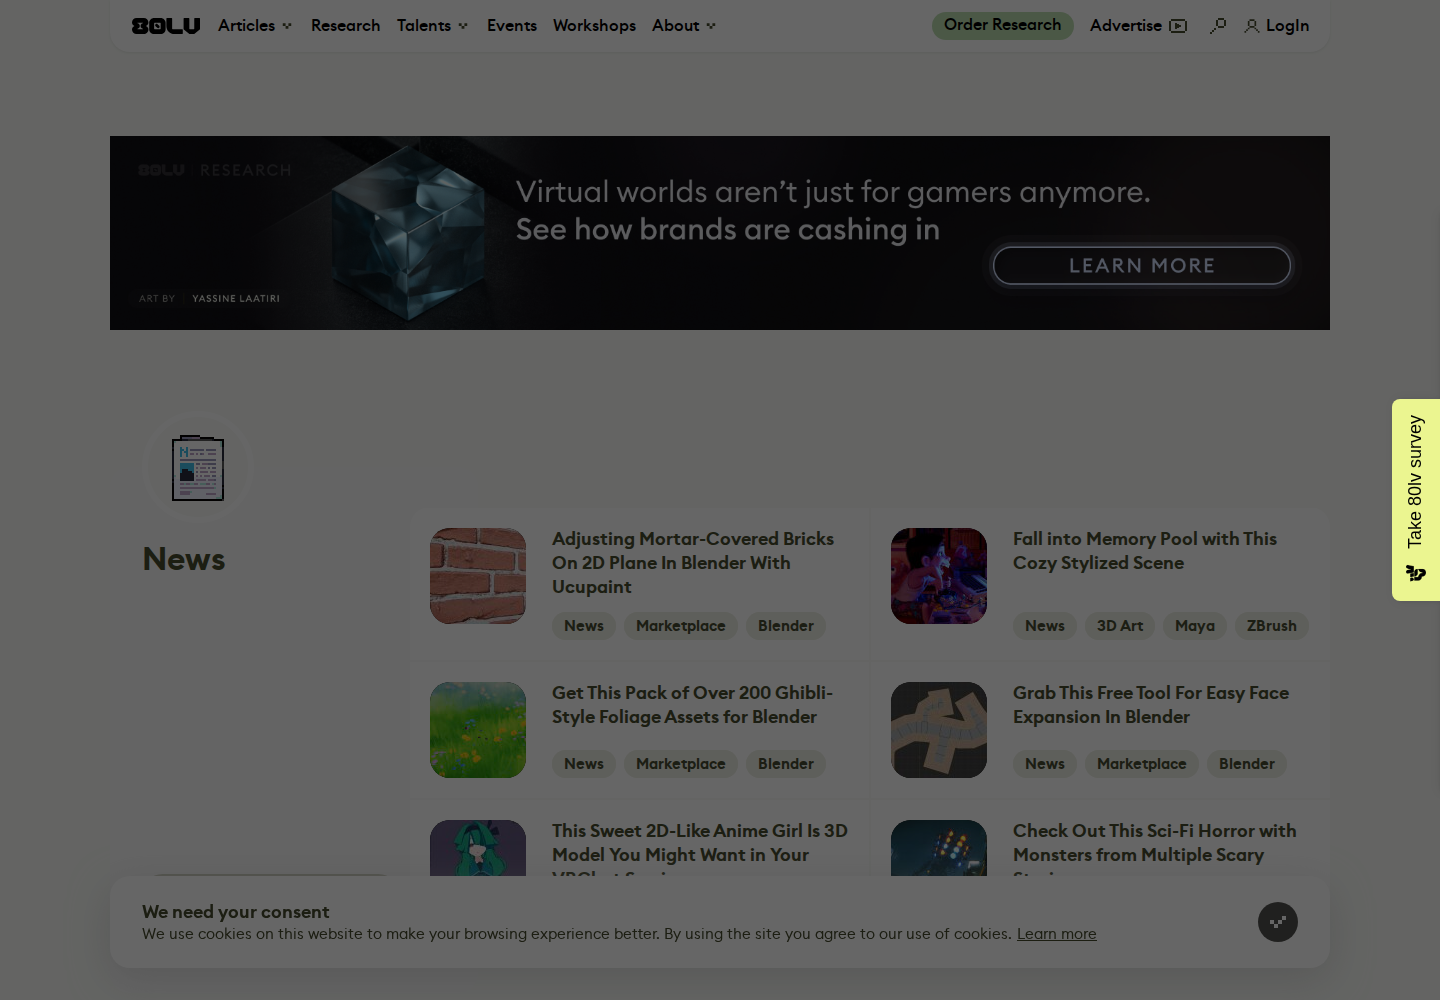 80LV
Articles
Research
Talents
Events
Workshops
About
Order Research
Advertise
LogIn
80LV RESEARCH
Virtual worlds aren't just for gamers anymore.
See how brands are cashing in
LEARN MORE
ART BY YASSINE LAATIRI
Take 80lv survey
News
Adjusting Mortar-Covered Bricks
On 2D Plane In Blender With
Ucupaint
News Marketplace Blender
Fall into Memory Pool with This
Cozy Stylized Scene
News 3D Art Maya ZBrush
Get This Pack of Over 200 Ghibli-
Style Foliage Assets for Blender
News Marketplace Blender
Grab This Free Tool For Easy Face
Expansion In Blender
News Marketplace Blender
This Sweet 2D-Like Anime Girl Is 3D
Model You Might Want in Your
Check Out This Sci-Fi Horror with
Monsters from Multiple Scary
We need your consent
We use cookies on this website to make your browsing experience better. By using the site you agree to our use of cookies. Learn more